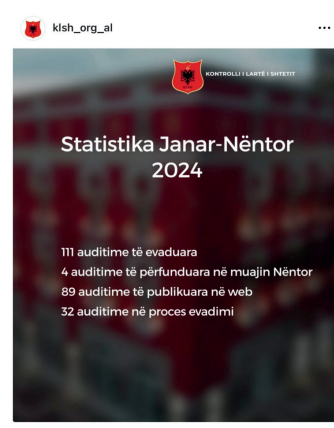 klsh_org_al
KONTROLLI I LARTË I SHTETIT
Statistika Janar-Nëntor
2024
111 auditime të evaduara
4 auditime të përfunduara në muajin Nëntor
89 auditime të publikuara në web
32 auditime në proces evadimi